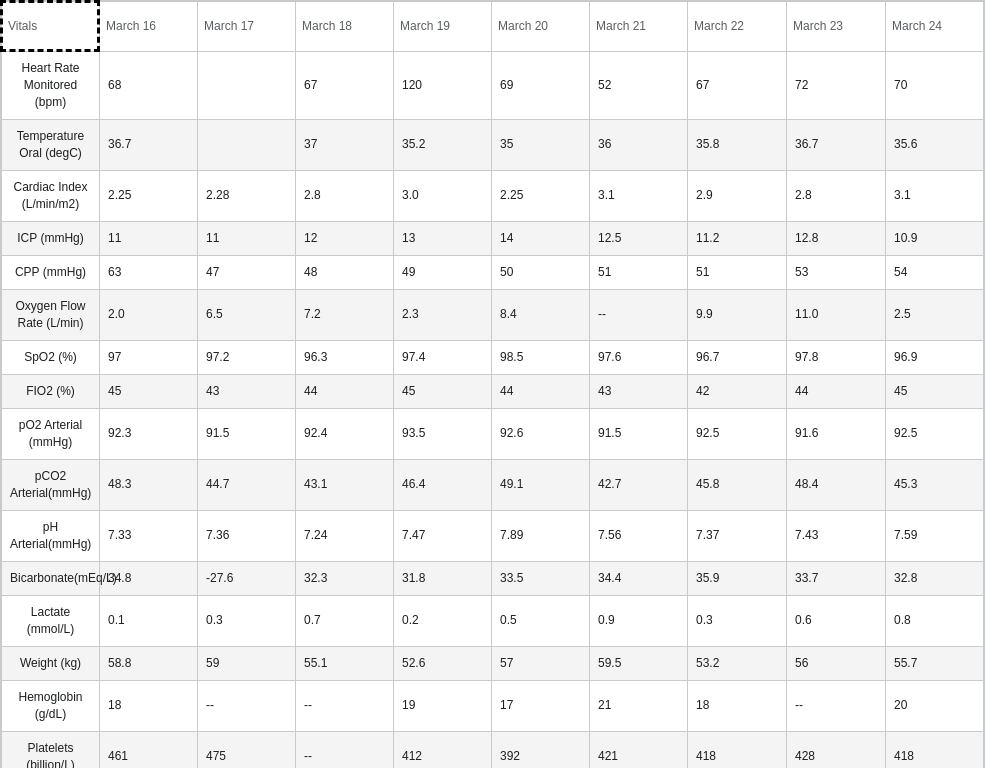 Vitals March 16 March 17 March 18 March 19 March 20 March 21 March 22 March 23 March 24
Heart Rate
Monitored
(bpm)
68 67 120 69 52 67 72 70
Temperature
Oral (degC)
36.7 37 35.2 35 36 35.8 36.7 35.6
Cardiac Index
(L/min/m2)
2.25 2.28 2.8 3.0 2.25 3.1 2.9 2.8 3.1
ICP (mmHg) 11 11 12 13 14 12.5 11.2 12.8 10.9
CPP (mmHg) 63 47 48 49 50 51 51 53 54
Oxygen Flow
Rate (L/min)
2.0 6.5 7.2 2.3 8.4 -- 9.9 11.0 2.5
SpO2 (%) 97 97.2 96.3 97.4 98.5 97.6 96.7 97.8 96.9
FIO2 (%) 45 43 44 45 44 43 42 44 45
pO2 Arterial
(mmHg)
92.3 91.5 92.4 93.5 92.6 91.5 92.5 91.6 92.5
pCO2
Arterial(mmHg)
48.3 44.7 43.1 46.4 49.1 42.7 45.8 48.4 45.3
pH
Arterial(mmHg)
7.33 7.36 7.24 7.47 7.89 7.56 7.37 7.43 7.59
Bicarbonate(mEq/L) 34.8 -27.6 32.3 31.8 33.5 34.4 35.9 33.7 32.8
Lactate
(mmol/L)
0.1 0.3 0.7 0.2 0.5 0.9 0.3 0.6 0.8
Weight (kg) 58.8 59 55.1 52.6 57 59.5 53.2 56 55.7
Hemoglobin
(g/dL)
18 -- -- 19 17 21 18 -- 20
Platelets
(billion/L)
461 475 -- 412 392 421 418 428 418